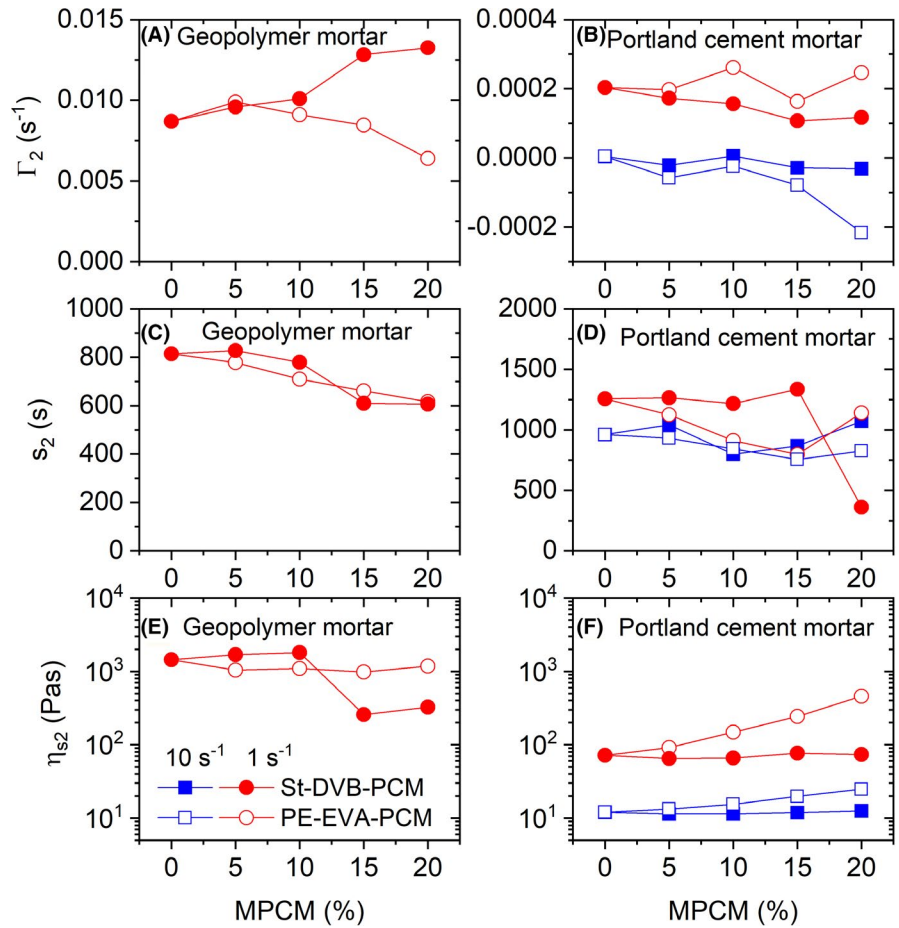 (A) Geopolymer mortar
0.015
0.010
0.005
0.000
Γ₂ (s⁻¹)
0 5 10 15 20
(B) Portland cement mortar
0.0004
0.0002
0.0000
-0.0002
0 5 10 15 20
(C) Geopolymer mortar
1000
800
600
400
200
0
s₂ (s)
0 5 10 15 20
(D) Portland cement mortar
2000
1500
1000
500
0
0 5 10 15 20
(E) Geopolymer mortar
10⁴
10³
10²
10¹
ηₛ₂ (Pas)
10 s⁻¹ 1 s⁻¹
St-DVB-PCM
PE-EVA-PCM
0 5 10 15 20
MPCM (%)
(F) Portland cement mortar
10⁴
10³
10²
10¹
0 5 10 15 20
MPCM (%)